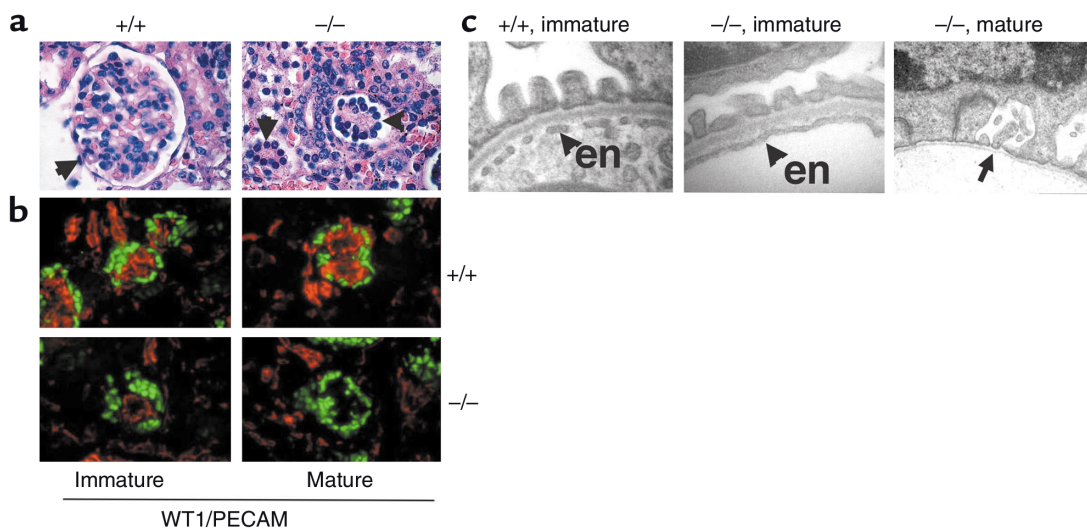 a
+/+
–/–
c
+/+, immature
–/–, immature
–/–, mature
en
en
b
+/+
–/–
Immature
Mature
WT1/PECAM